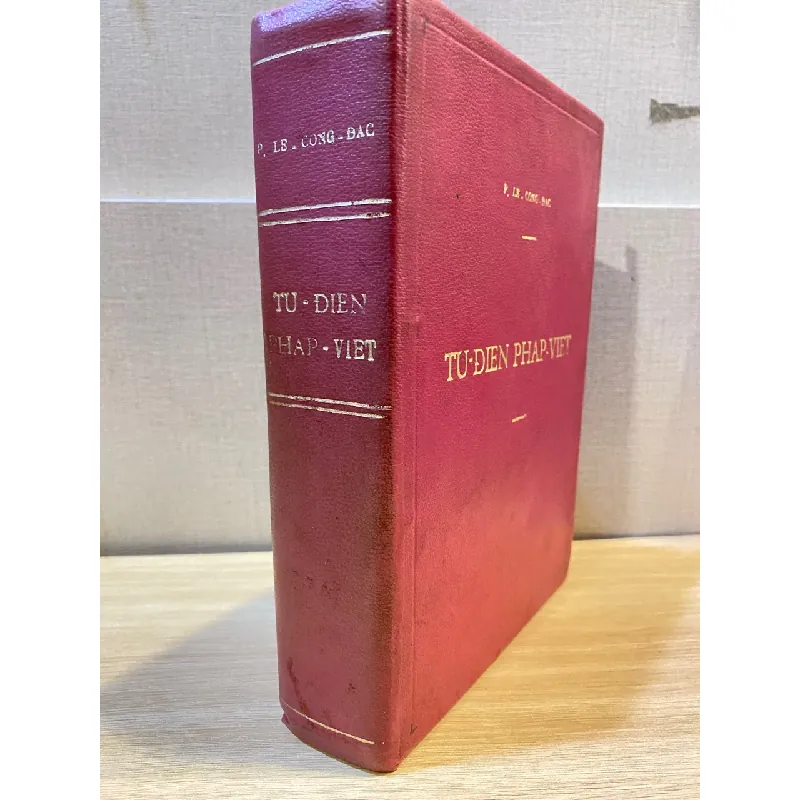 P. LE - CONG - ĐAC
TU - ĐIEN
PHAP - VIET
P. LE - CONG - ĐAC
TU-ĐIEN PHAP-VIET